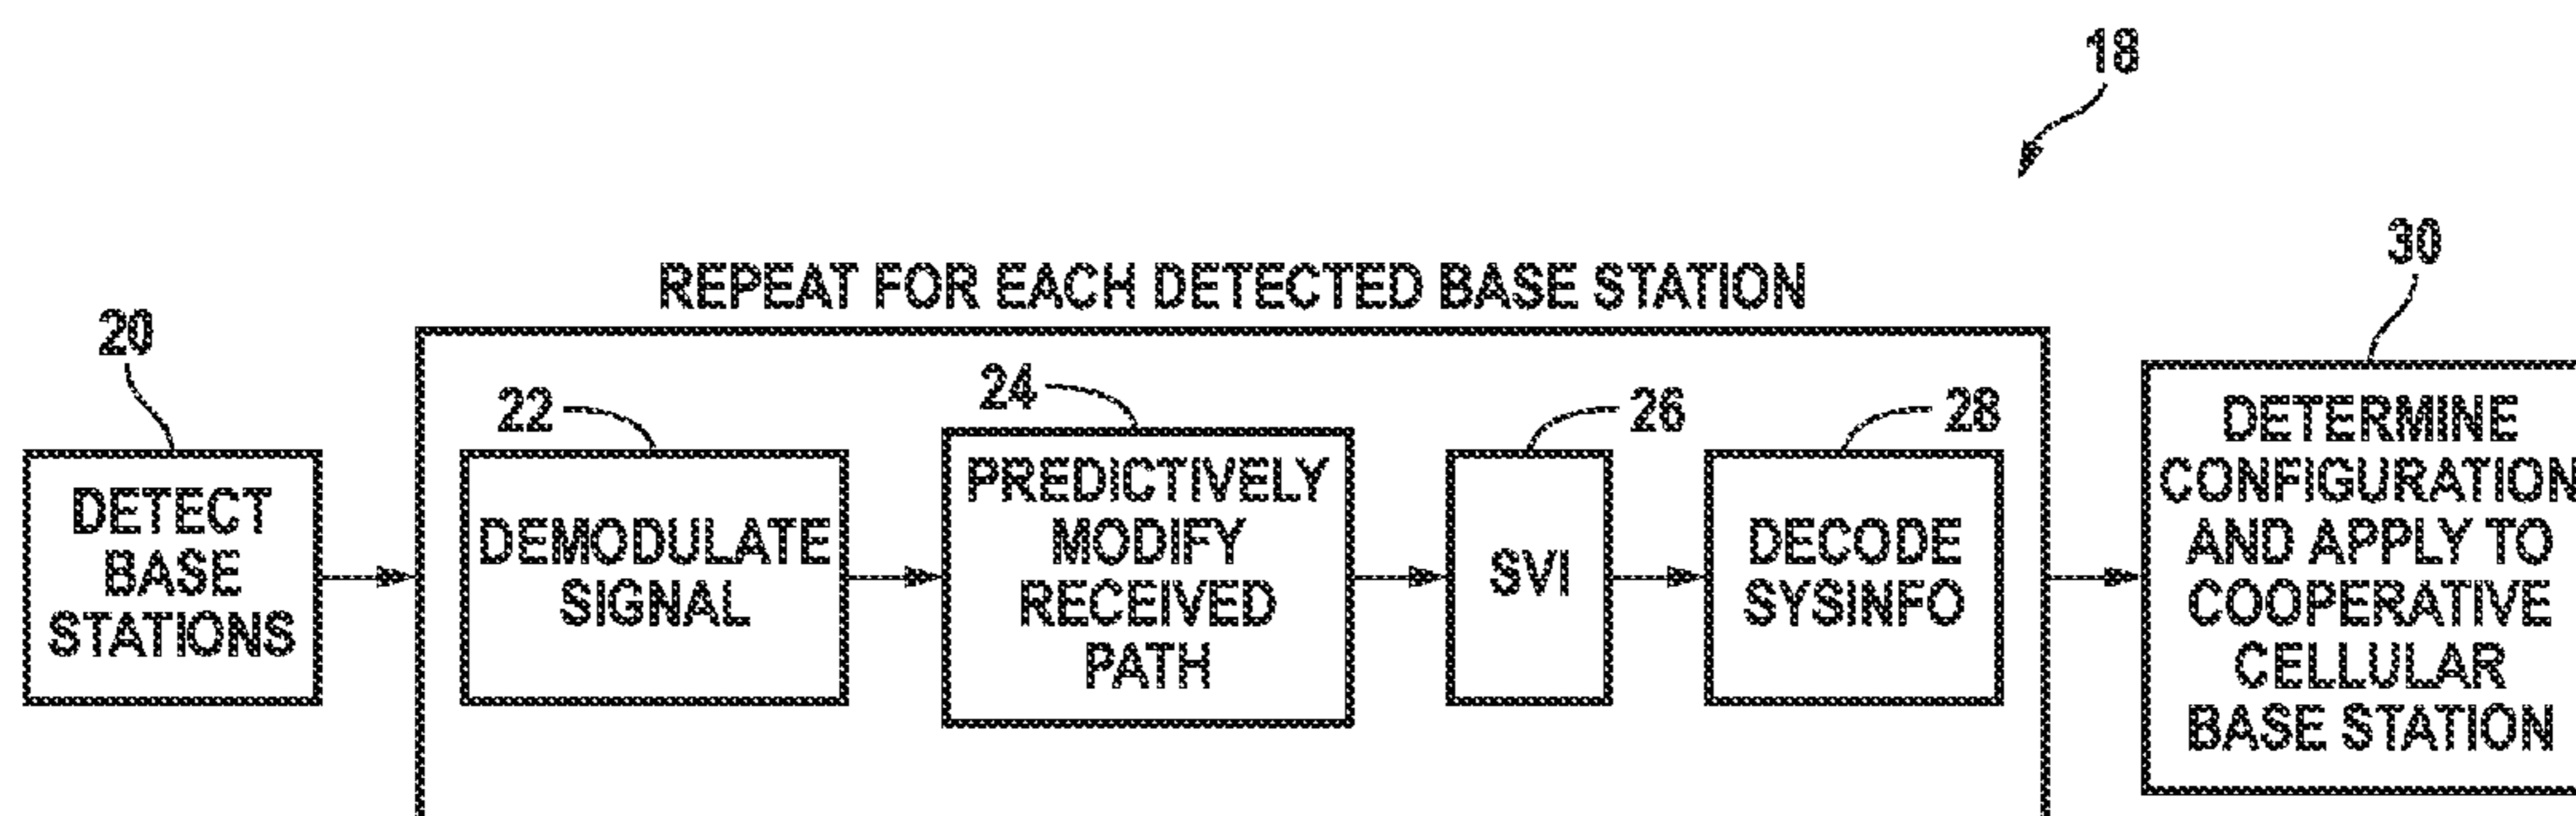 18
REPEAT FOR EACH DETECTED BASE STATION
20
DETECT
BASE
STATIONS
22
DEMODULATE
SIGNAL
24
PREDICTIVELY
MODIFY
RECEIVED
PATH
26
SVI
28
DECODE
SYSINFO
30
DETERMINE
CONFIGURATION
AND APPLY TO
COOPERATIVE
CELLULAR
BASE STATION